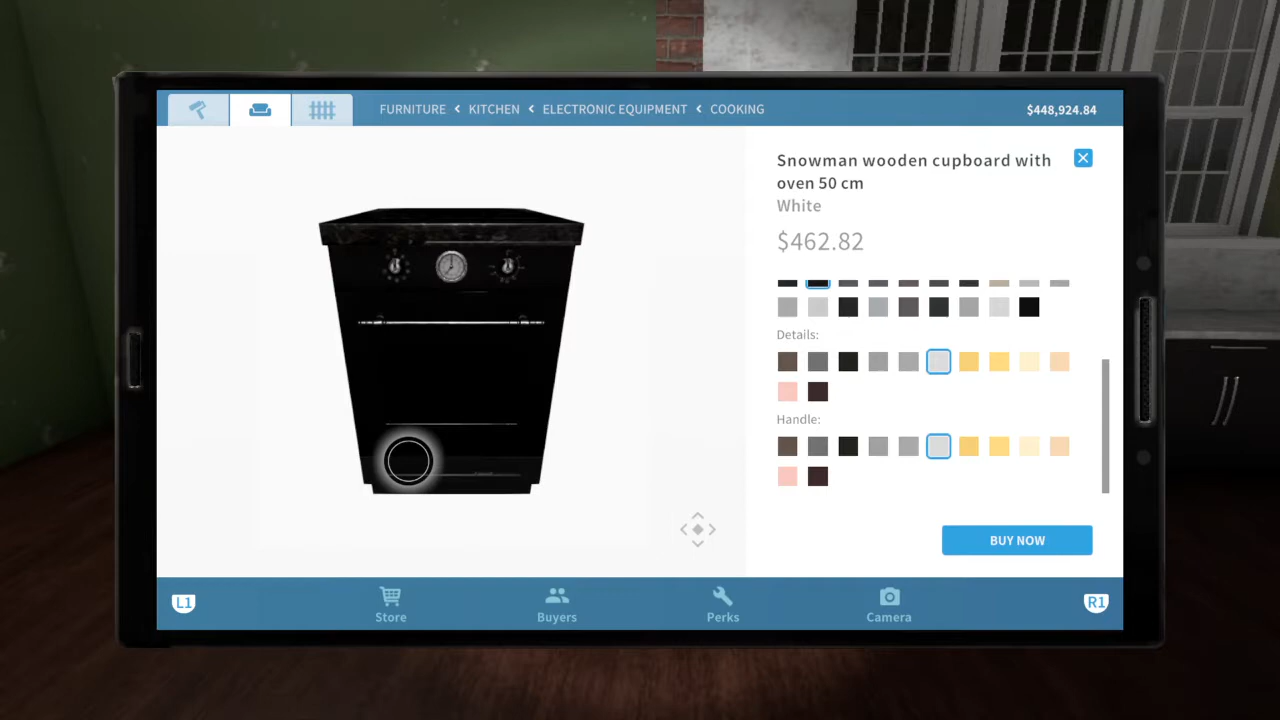 FURNITURE < KITCHEN < ELECTRONIC EQUIPMENT < COOKING
$448,924.84
Snowman wooden cupboard with
oven 50 cm
White
$462.82
Details:
Handle:
BUY NOW
L1
Store
Buyers
Perks
Camera
R1